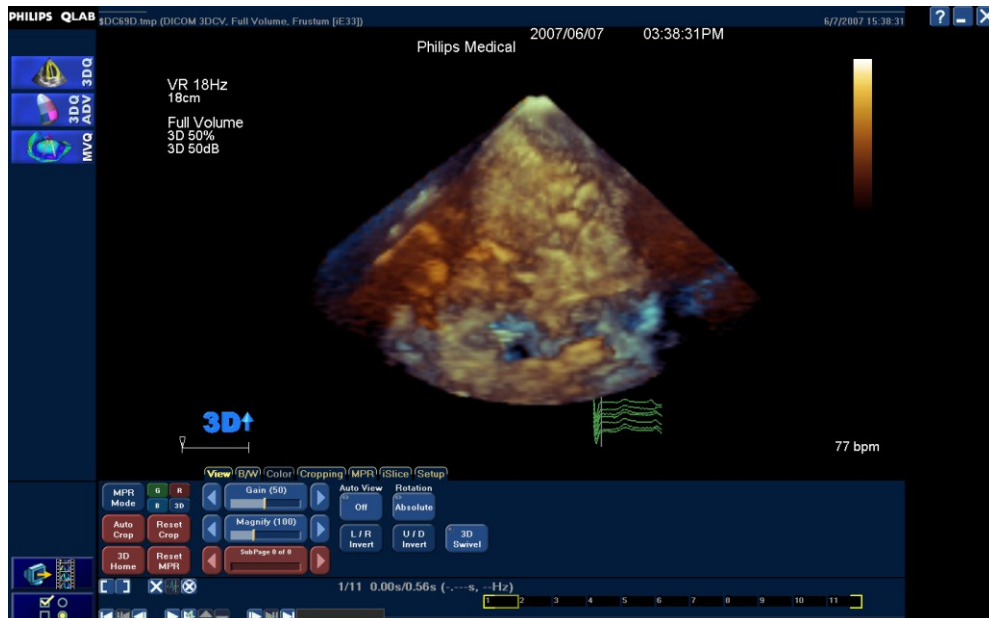 PHILIPS QLAB
$DC69D.tmp (DICOM 3DCV, Full Volume, Frustum [iE33])
6/7/2007 15:38:31
? _ X
Philips Medical
2007/06/07 03:38:31PM
3DQ
3DQ ADV
MVQ
VR 18Hz
18cm
Full Volume
3D 50%
3D 50dB
3D
V
77 bpm
View B/W Color Cropping MPR iSlice Setup
MPR Mode
G R
B 3D
Gain (50)
Auto View
Off
Rotation
Absolute
Auto Crop
Reset Crop
Magnify (100)
L / R Invert
U / D Invert
3D Swivel
3D Home
Reset MPR
SubPage 0 of 0
1/11 0.00s/0.56s (-.---s, --Hz)
1 2 3 4 5 6 7 8 9 10 11